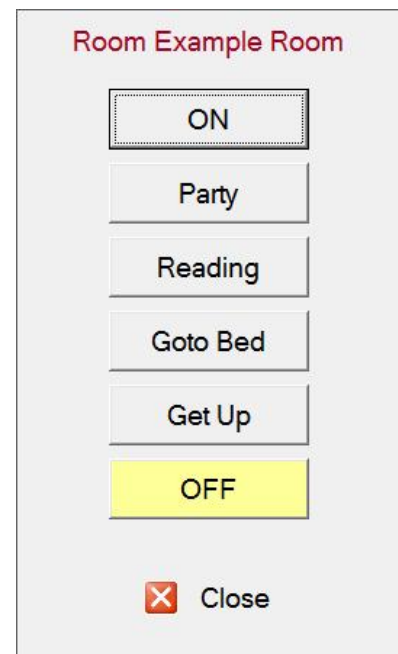 Room Example Room
ON
Party
Reading
Goto Bed
Get Up
OFF
Close